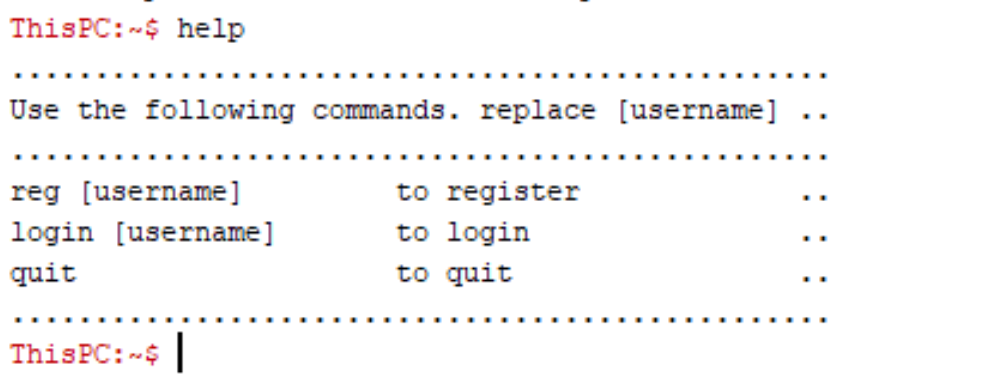 ThisPC:~$ help
.................................................
Use the following commands. replace [username] ..
.................................................
reg [username]         to register             ..
login [username]       to login                ..
quit                   to quit                 ..
.................................................
ThisPC:~$